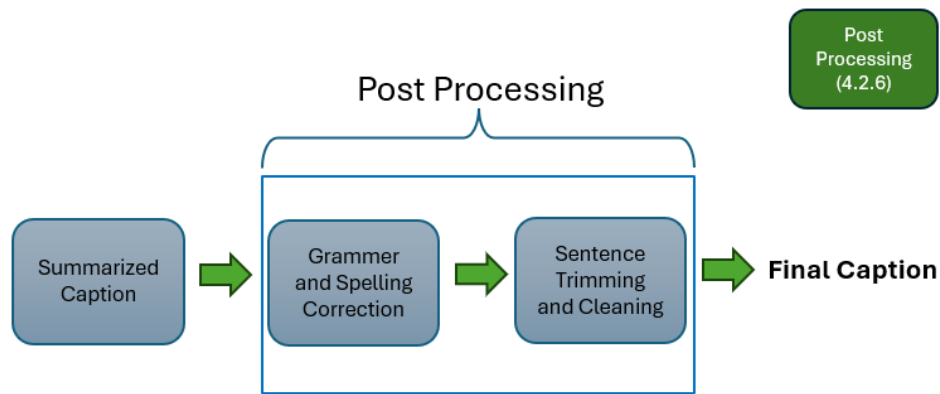 Post
Processing
(4.2.6)
Post Processing
Summarized
Caption
Grammer
and Spelling
Correction
Sentence
Trimming
and Cleaning
Final Caption